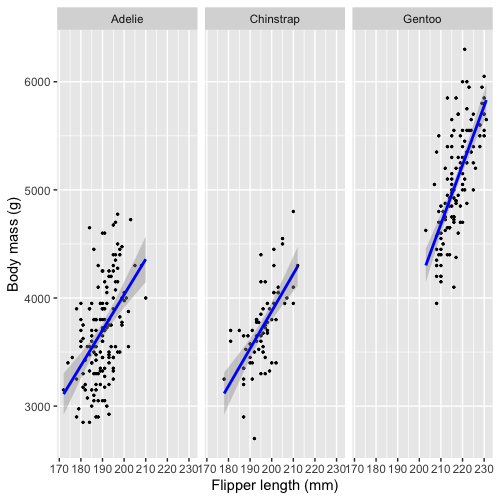 Adelie Chinstrap Gentoo
6000
5000
4000
3000
170 180 190 200 210 220 230 170 180 190 200 210 220 230 170 180 190 200 210 220 230
Flipper length (mm)
Body mass (g)